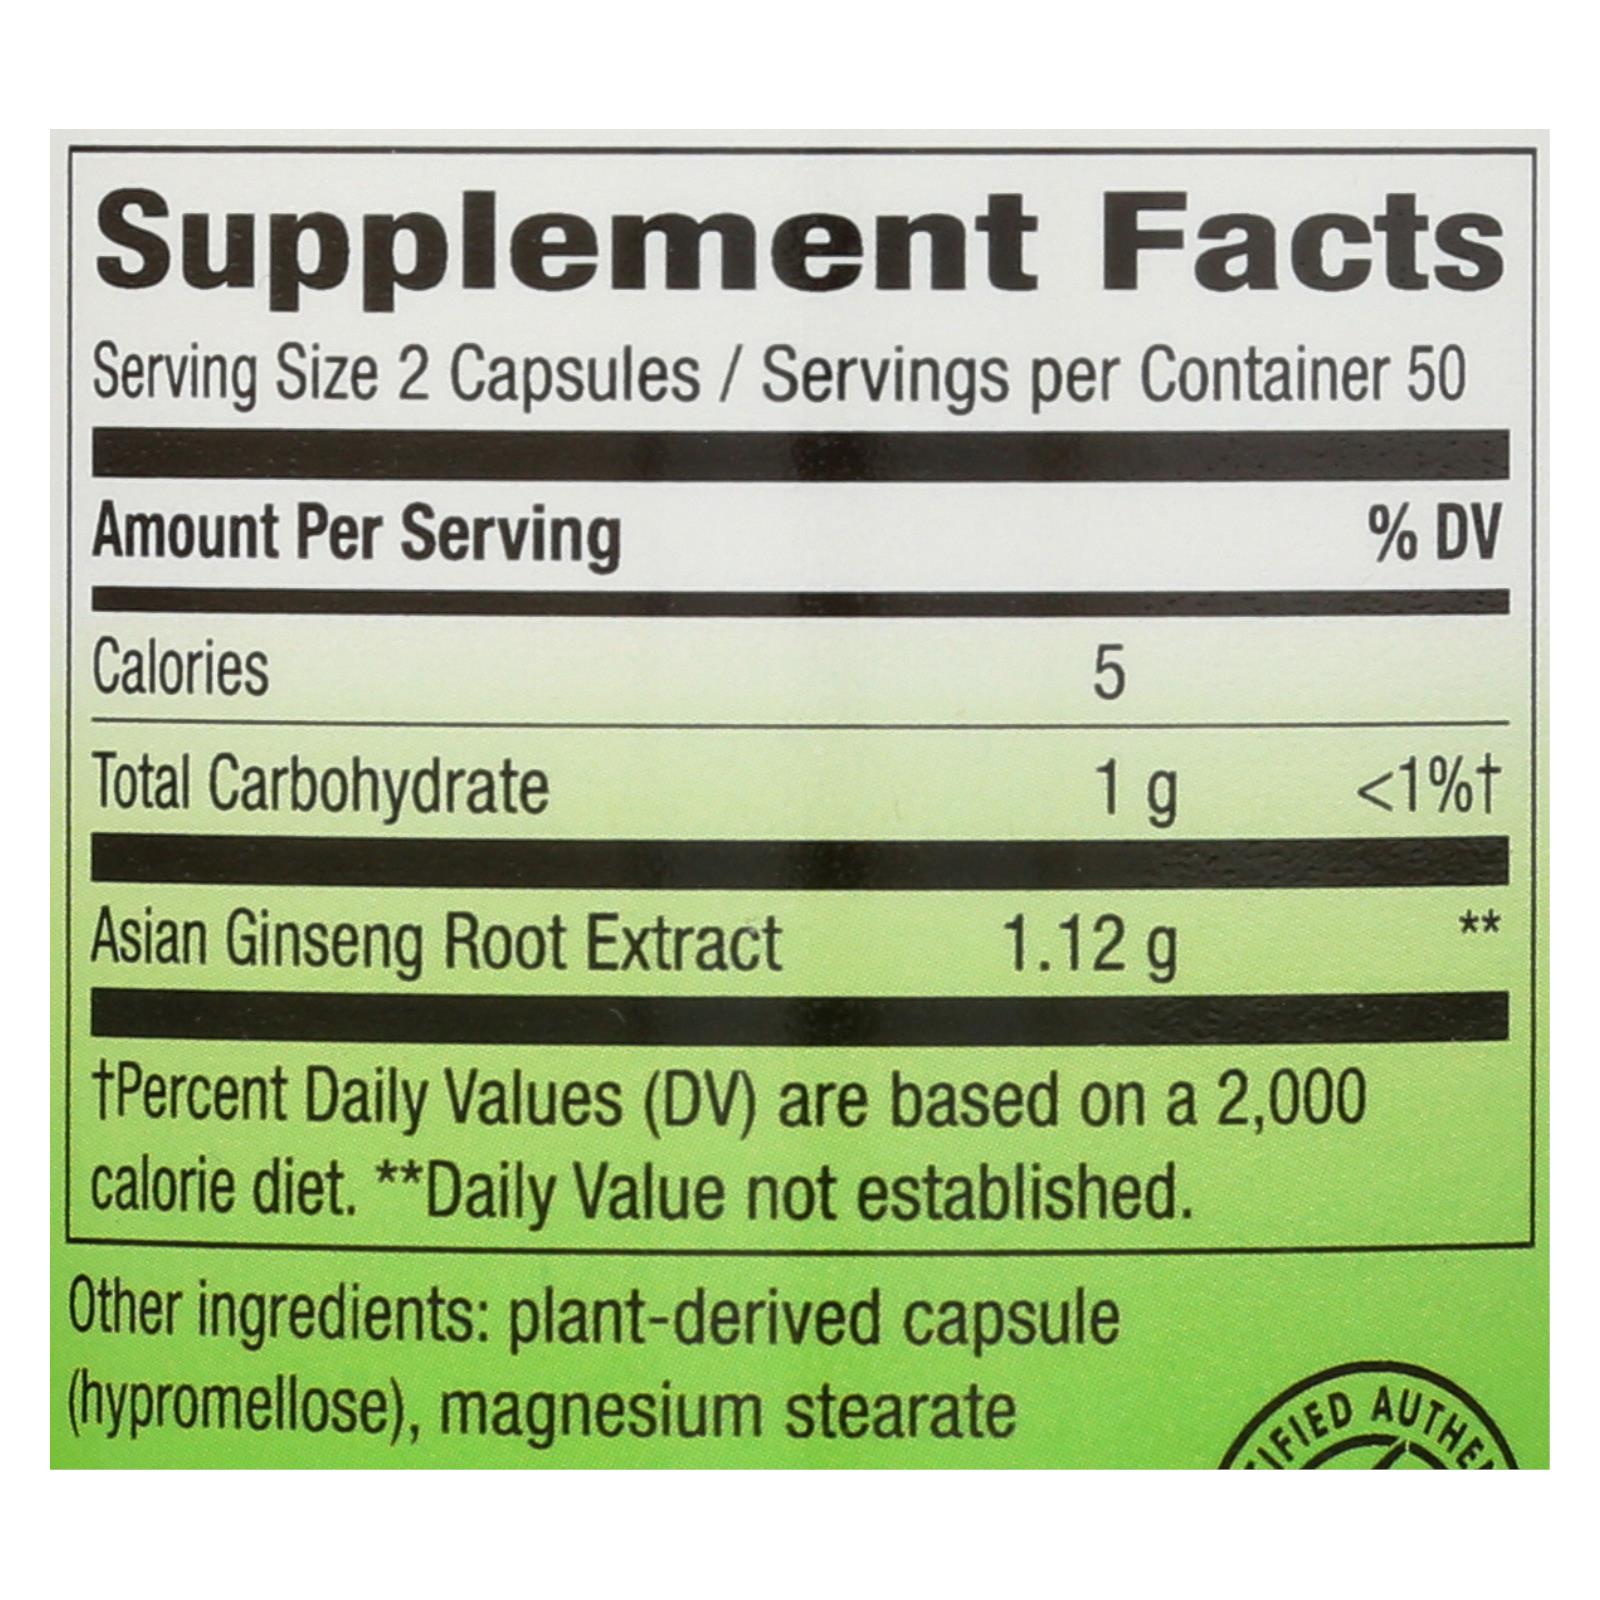 Supplement Facts
Serving Size 2 Capsules / Servings per Container 50
Amount Per Serving % DV
Calories 5
Total Carbohydrate 1 g <1%†
Asian Ginseng Root Extract 1.12 g **
†Percent Daily Values (DV) are based on a 2,000
calorie diet. **Daily Value not established.
Other ingredients: plant-derived capsule
(hypromellose), magnesium stearate